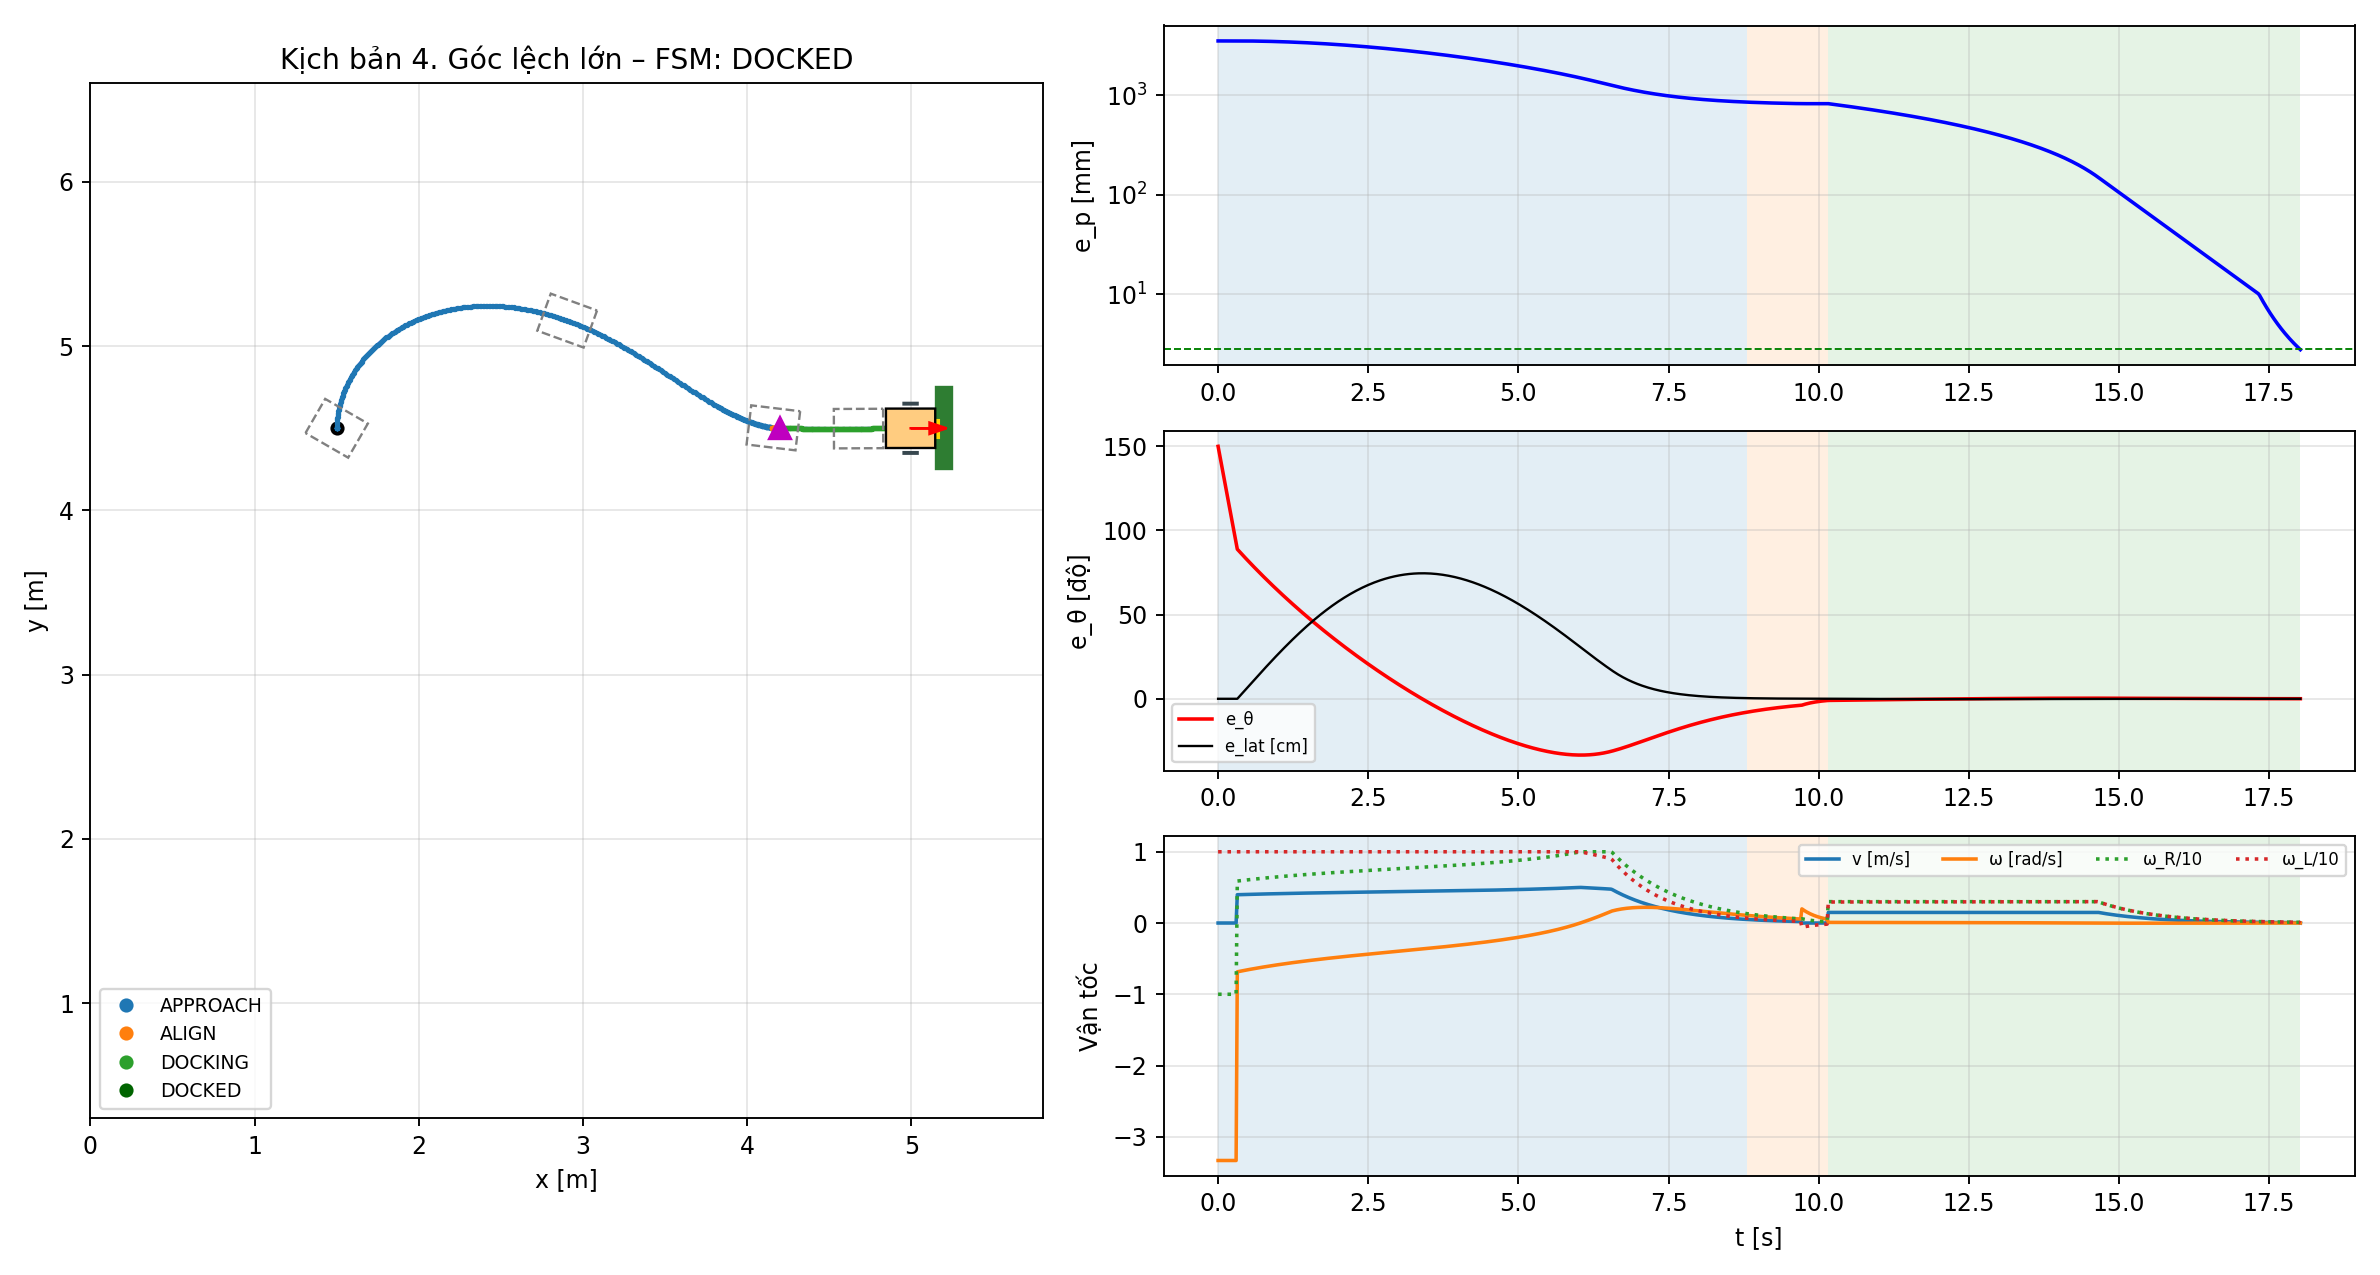 Kịch bản 4. Góc lệch lớn – FSM: DOCKED
y [m]
6
5
4
3
2
1
0 1 2 3 4 5
x [m]
APPROACH
ALIGN
DOCKING
DOCKED
e_p [mm]
10³
10²
10¹
0.0 2.5 5.0 7.5 10.0 12.5 15.0 17.5
e_θ [độ]
150
100
50
0
e_θ
e_lat [cm]
0.0 2.5 5.0 7.5 10.0 12.5 15.0 17.5
Vận tốc
1
0
−1
−2
−3
v [m/s] ω [rad/s] ω_R/10 ω_L/10
0.0 2.5 5.0 7.5 10.0 12.5 15.0 17.5
t [s]